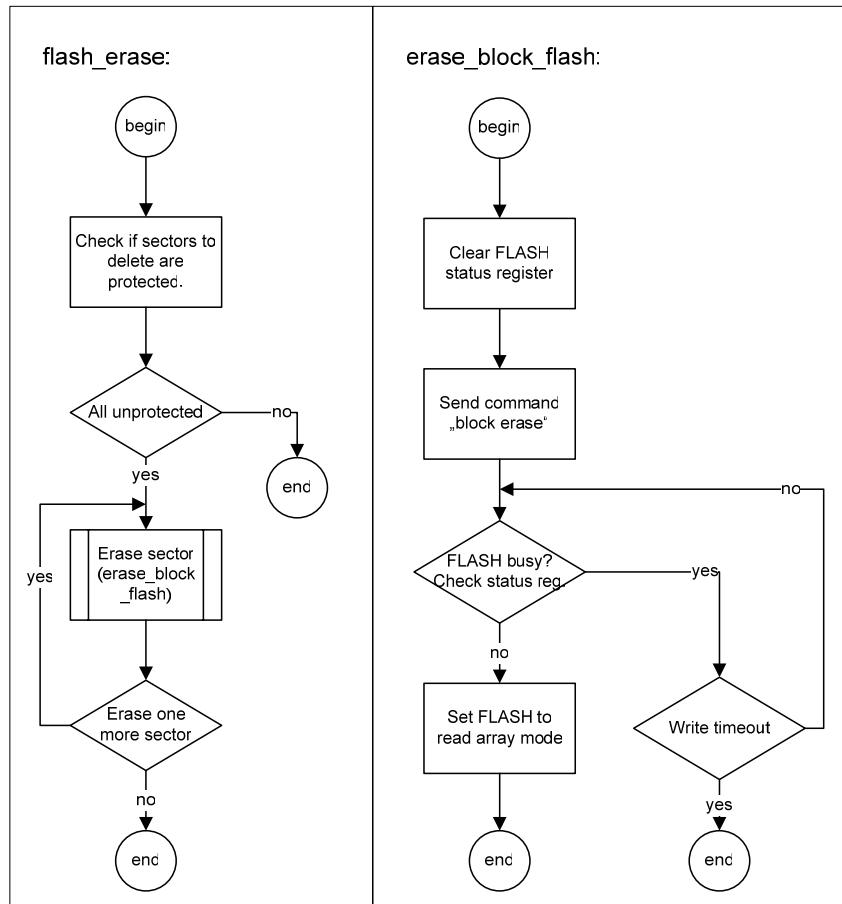 flash_erase:
begin
Check if sectors to
delete are
protected.
All unprotected
no
end
yes
Erase sector
(erase_block
_flash)
yes
Erase one
more sector
no
end
erase_block_flash:
begin
Clear FLASH
status register
Send command
„block erase“
no
FLASH busy?
Check status reg.
yes
no
Set FLASH to
read array mode
Write timeout
yes
end
end